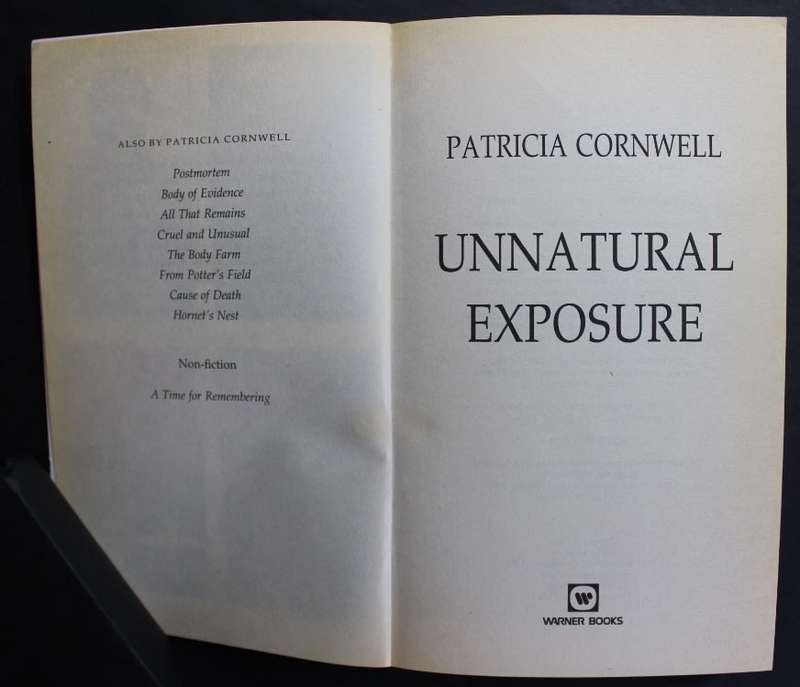 ALSO BY PATRICIA CORNWELL
Postmortem
Body of Evidence
All That Remains
Cruel and Unusual
The Body Farm
From Potter's Field
Cause of Death
Hornet's Nest
Non-fiction
A Time for Remembering
PATRICIA CORNWELL
UNNATURAL
EXPOSURE
WARNER BOOKS